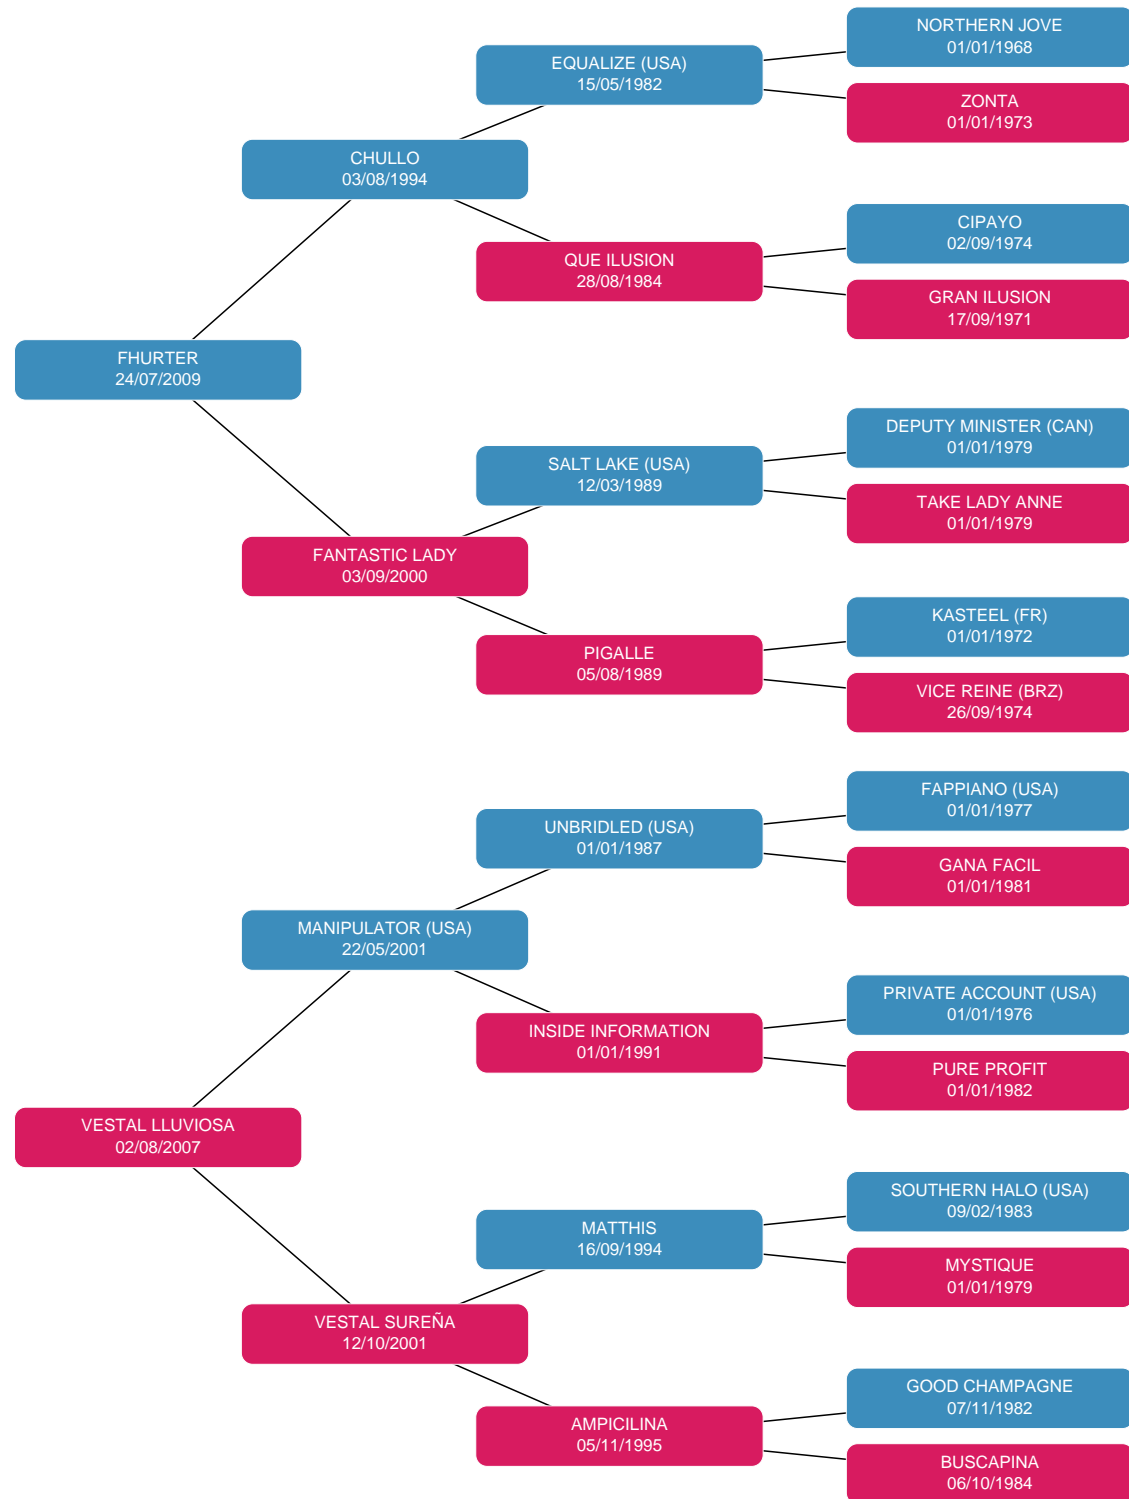 NORTHERN JOVE
01/01/1968
EQUALIZE (USA)
15/05/1982
ZONTA
01/01/1973
CHULLO
03/08/1994
CIPAYO
02/09/1974
QUE ILUSION
28/08/1984
GRAN ILUSION
17/09/1971
FHURTER
24/07/2009
DEPUTY MINISTER (CAN)
01/01/1979
SALT LAKE (USA)
12/03/1989
TAKE LADY ANNE
01/01/1979
FANTASTIC LADY
03/09/2000
KASTEEL (FR)
01/01/1972
PIGALLE
05/08/1989
VICE REINE (BRZ)
26/09/1974
FAPPIANO (USA)
01/01/1977
UNBRIDLED (USA)
01/01/1987
GANA FACIL
01/01/1981
MANIPULATOR (USA)
22/05/2001
PRIVATE ACCOUNT (USA)
01/01/1976
INSIDE INFORMATION
01/01/1991
PURE PROFIT
01/01/1982
VESTAL LLUVIOSA
02/08/2007
SOUTHERN HALO (USA)
09/02/1983
MATTHIS
16/09/1994
MYSTIQUE
01/01/1979
VESTAL SUREÑA
12/10/2001
GOOD CHAMPAGNE
07/11/1982
AMPICILINA
05/11/1995
BUSCAPINA
06/10/1984